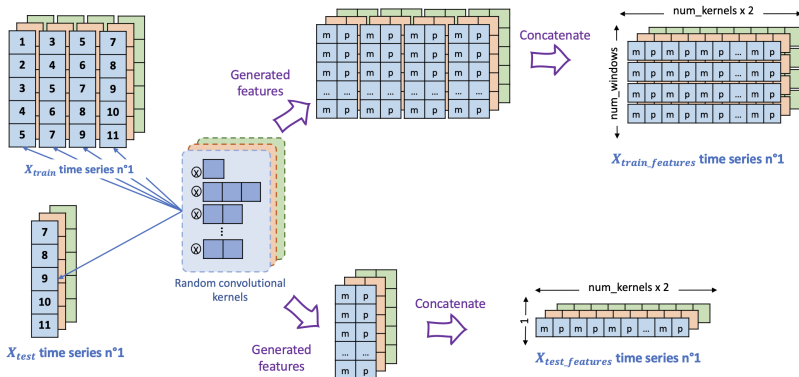 1 3 5 7
2 4 6 8
3 5 7 9
4 6 8 10
5 7 9 11
X_train time series n°1
7
8
9
10
11
X_test time series n°1
⊗
⊗
⊗
⋮ ...
⊗
Random convolutional
kernels
Generated
features
m p m p m p m p
m p m p m p m p
m p m p m p m p
... ... ... ... ... ... ... ...
m p m p m p m p
Concatenate
num_kernels x 2
num_windows
m p m p m p m p ... m p
m p m p m p m p ... m p
m p m p m p m p ... m p
m p m p m p m p ... m p
X_train_features time series n°1
Generated
features
m p
m p
m p
... ...
m p
Concatenate
num_kernels x 2
1
m p m p m p m p ... m p
X_test_features time series n°1